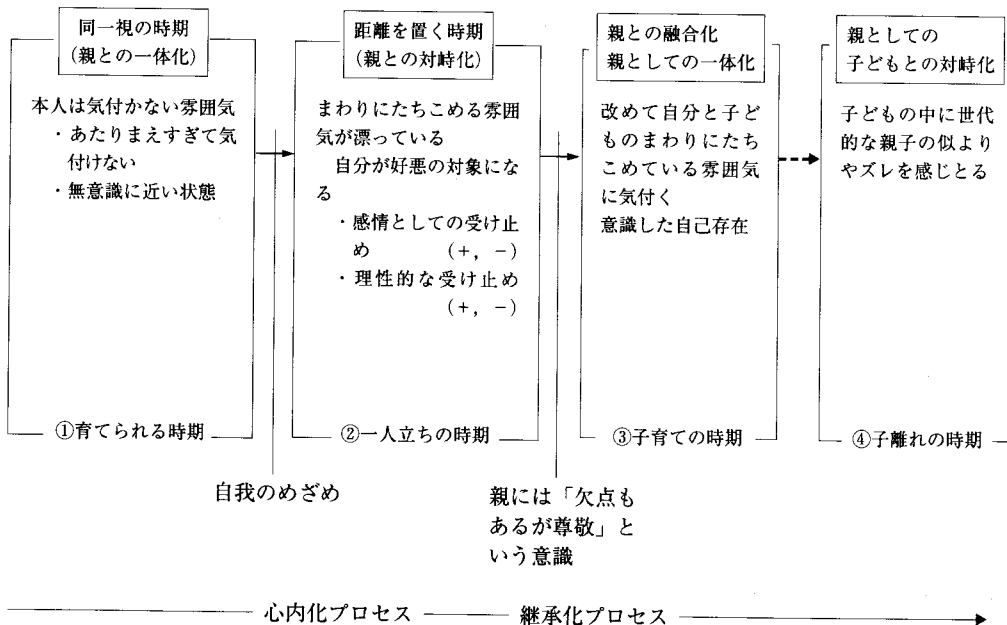 同一視の時期
(親との一体化)
本人は気付かない雰囲気
・あたりまえすぎて気
付けない
・無意識に近い状態
①育てられる時期
距離を置く時期
(親との対峙化)
まわりにたちこめる雰囲
気が漂っている
自分が好悪の対象にな
る
・感情としての受け止
め (+, −)
・理性的な受け止め
(+, −)
②一人立ちの時期
親との融合化
親としての一体化
改めて自分と子ど
ものまわりにたち
こめている雰囲気
に気付く
意識した自己存在
③子育ての時期
親としての
子どもとの対峙化
子どもの中に世代
的な親子の似より
やズレを感じとる
④子離れの時期
自我のめざめ
親には「欠点も
あるが尊敬」と
いう意識
心内化プロセス
継承化プロセス